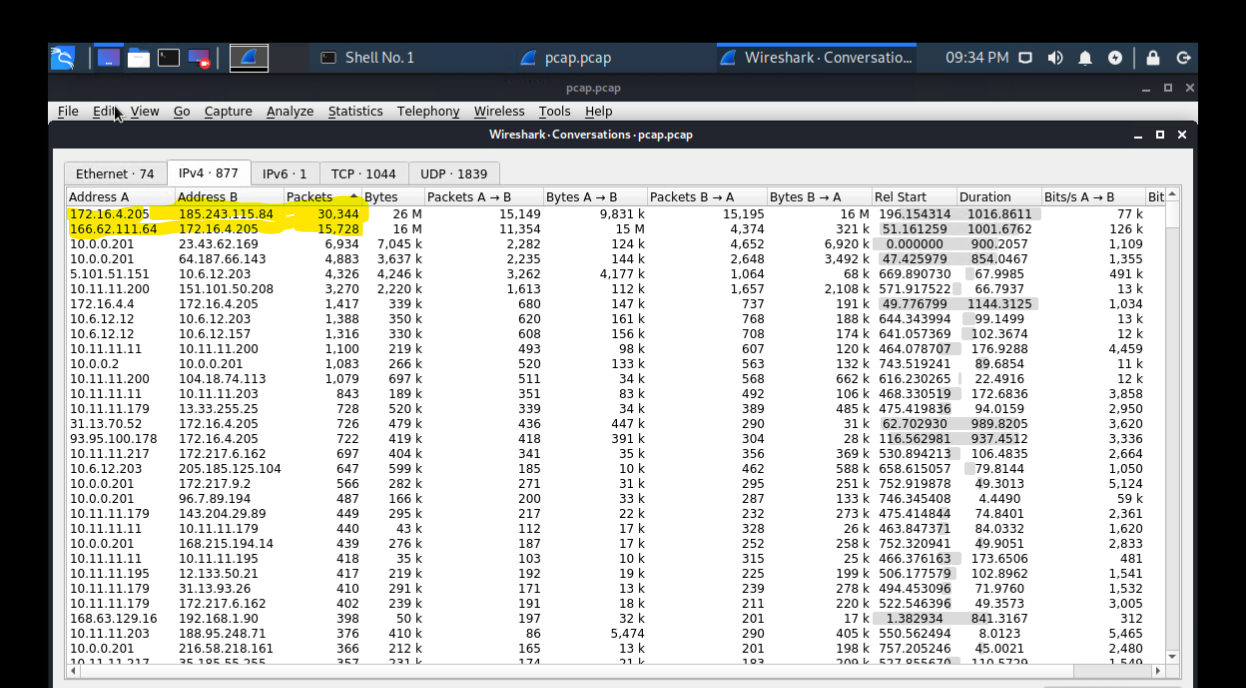 Shell No. 1 pcap.pcap Wireshark · Conversatio... 09:34 PM
pcap.pcap
File Edit View Go Capture Analyze Statistics Telephony Wireless Tools Help
Wireshark · Conversations · pcap.pcap
Ethernet · 74 IPv4 · 877 IPv6 · 1 TCP · 1044 UDP · 1839
Address A Address B Packets Bytes Packets A → B Bytes A → B Packets B → A Bytes B → A Rel Start Duration Bits/s A → B Bit
172.16.4.205 185.243.115.84 30,344 26 M 15,149 9,831 k 15,195 16 M 196.154314 1016.8611 77 k
166.62.111.64 172.16.4.205 15,728 16 M 11,354 15 M 4,374 321 k 51.161259 1001.6762 126 k
10.0.0.201 23.43.62.169 6,934 7,045 k 2,282 124 k 4,652 6,920 k 0.000000 900.2057 1,109
10.0.0.201 64.187.66.143 4,883 3,637 k 2,235 144 k 2,648 3,492 k 47.425979 854.0467 1,355
5.101.51.151 10.6.12.203 4,326 4,246 k 3,262 4,177 k 1,064 68 k 669.890730 67.9985 491 k
10.11.11.200 151.101.50.208 3,270 2,220 k 1,613 112 k 1,657 2,108 k 571.917522 66.7937 13 k
172.16.4.4 172.16.4.205 1,417 339 k 680 147 k 737 191 k 49.776799 1144.3125 1,034
10.6.12.12 10.6.12.203 1,388 350 k 620 161 k 768 188 k 644.343994 99.1499 13 k
10.6.12.12 10.6.12.157 1,316 330 k 608 156 k 708 174 k 641.057369 102.3674 12 k
10.11.11.11 10.11.11.200 1,100 219 k 493 98 k 607 120 k 464.078707 176.9288 4,459
10.0.0.2 10.0.0.201 1,083 266 k 520 133 k 563 132 k 743.519241 89.6854 11 k
10.11.11.200 104.18.74.113 1,079 697 k 511 34 k 568 662 k 616.230265 22.4916 12 k
10.11.11.11 10.11.11.203 843 189 k 351 83 k 492 106 k 468.330519 172.6836 3,858
10.11.11.179 13.33.255.25 728 520 k 339 34 k 389 485 k 475.419836 94.0159 2,950
31.13.70.52 172.16.4.205 726 479 k 436 447 k 290 31 k 62.702930 989.8205 3,620
93.95.100.178 172.16.4.205 722 419 k 418 391 k 304 28 k 116.562981 937.4512 3,336
10.11.11.217 172.217.6.162 697 404 k 341 35 k 356 369 k 530.894213 106.4835 2,664
10.6.12.203 205.185.125.104 647 599 k 185 10 k 462 588 k 658.615057 79.8144 1,050
10.0.0.201 172.217.9.2 566 282 k 271 31 k 295 251 k 752.919878 49.3013 5,124
10.0.0.201 96.7.89.194 487 166 k 200 33 k 287 133 k 746.345408 4.4490 59 k
10.11.11.179 143.204.29.89 449 295 k 217 22 k 232 273 k 475.414844 74.8401 2,361
10.11.11.11 10.11.11.179 440 43 k 112 17 k 328 26 k 463.847371 84.0332 1,620
10.0.0.201 168.215.194.14 439 276 k 187 17 k 252 258 k 752.320941 49.9051 2,833
10.11.11.11 10.11.11.195 418 35 k 103 10 k 315 25 k 466.376163 173.6506 481
10.11.11.195 12.133.50.21 417 219 k 192 19 k 225 199 k 506.177579 102.8962 1,541
10.11.11.179 31.13.93.26 410 291 k 171 13 k 239 278 k 494.453096 71.9760 1,532
10.11.11.179 172.217.6.162 402 239 k 191 18 k 211 220 k 522.546396 49.3573 3,005
168.63.129.16 192.168.1.90 398 50 k 197 32 k 201 17 k 1.382934 841.3167 312
10.11.11.203 188.95.248.71 376 410 k 86 5,474 290 405 k 550.562494 8.0123 5,465
10.0.0.201 216.58.218.161 366 212 k 165 13 k 201 198 k 757.205246 45.0021 2,480
10.11.11.217 35.185.55.255 357 231 k 174 21 k 183 209 k 527.855670 110.5729 1,549